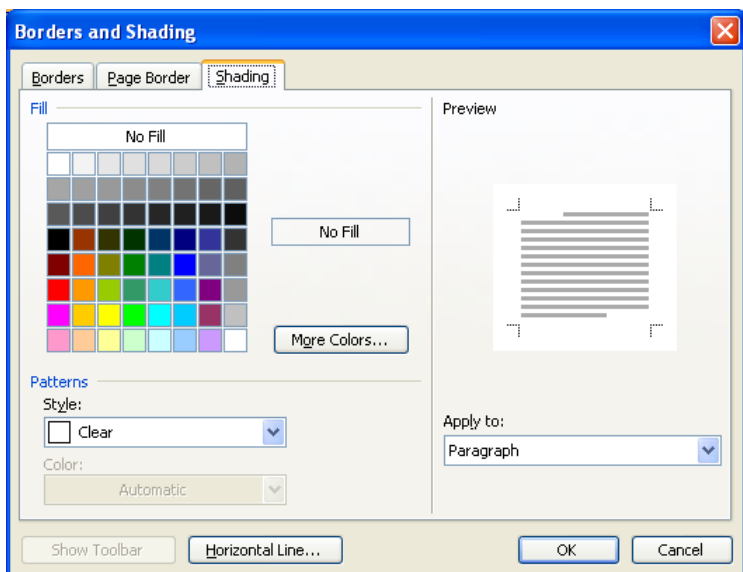 Borders and Shading
Borders Page Border Shading
Fill
No Fill
No Fill
More Colors...
Patterns
Style:
Clear
Color:
Automatic
Preview
Apply to:
Paragraph
Show Toolbar Horizontal Line... OK Cancel